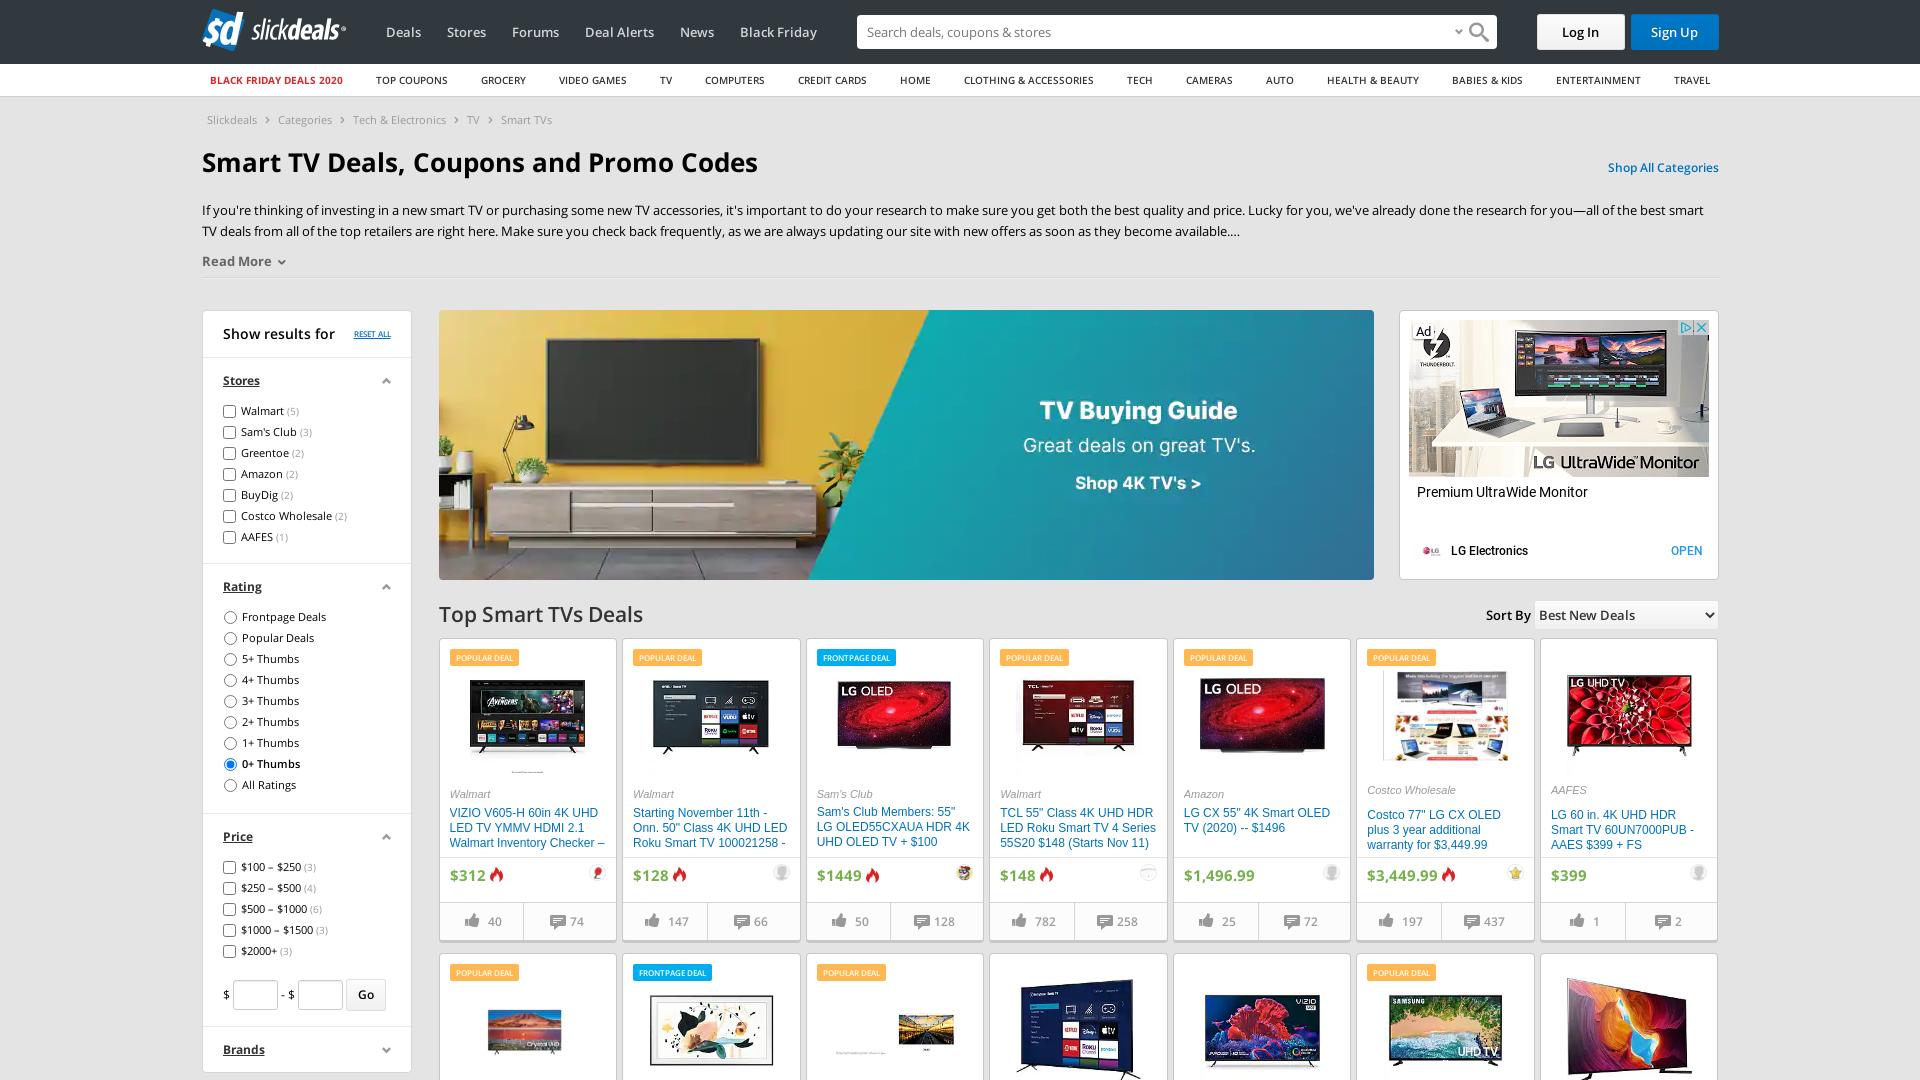 sd slickdeals
Deals
Stores
Forums
Deal Alerts
News
Black Friday
Search deals, coupons & stores
Log In
Sign Up
BLACK FRIDAY DEALS 2020
TOP COUPONS
GROCERY
VIDEO GAMES
TV
COMPUTERS
CREDIT CARDS
HOME
CLOTHING & ACCESSORIES
TECH
CAMERAS
AUTO
HEALTH & BEAUTY
BABIES & KIDS
ENTERTAINMENT
TRAVEL
Slickdeals > Categories > Tech & Electronics > TV > Smart TVs
Smart TV Deals, Coupons and Promo Codes
Shop All Categories
If you're thinking of investing in a new smart TV or purchasing some new TV accessories, it's important to do your research to make sure you get both the best quality and price. Lucky for you, we've already done the research for you—all of the best smart
TV deals from all of the top retailers are right here. Make sure you check back frequently, as we are always updating our site with new offers as soon as they become available.…
Read More
Show results for
RESET ALL
Stores
Walmart (5)
Sam's Club (3)
Greentoe (2)
Amazon (2)
BuyDig (2)
Costco Wholesale (2)
AAFES (1)
Rating
Frontpage Deals
Popular Deals
5+ Thumbs
4+ Thumbs
3+ Thumbs
2+ Thumbs
1+ Thumbs
0+ Thumbs
All Ratings
Price
$100 – $250 (3)
$250 – $500 (4)
$500 – $1000 (6)
$1000 – $1500 (3)
$2000+ (3)
$ - $ Go
Brands
TV Buying Guide
Great deals on great TV's.
Shop 4K TV's >
Ad
THUNDERBOLT
LG UltraWide™ Monitor
Premium UltraWide Monitor
LG Electronics
OPEN
Top Smart TVs Deals
Sort By Best New Deals
POPULAR DEAL
AVENGERS
Walmart
VIZIO V605-H 60in 4K UHD
LED TV YMMV HDMI 2.1
Walmart Inventory Checker –
$312
40
74
POPULAR DEAL
Walmart
Starting November 11th -
Onn. 50" Class 4K UHD LED
Roku Smart TV 100021258 -
$128
147
66
FRONTPAGE DEAL
LG OLED
Sam's Club
Sam's Club Members: 55"
LG OLED55CXAUA HDR 4K
UHD OLED TV + $100
$1449
50
128
POPULAR DEAL
TCL
Walmart
TCL 55" Class 4K UHD HDR
LED Roku Smart TV 4 Series
55S20 $148 (Starts Nov 11)
$148
782
258
POPULAR DEAL
LG OLED
Amazon
LG CX 55" 4K Smart OLED
TV (2020) -- $1496
$1,496.99
25
72
POPULAR DEAL
Costco Wholesale
Costco 77" LG CX OLED
plus 3 year additional
warranty for $3,449.99
$3,449.99
197
437
LG UHD TV
AAFES
LG 60 in. 4K UHD HDR
Smart TV 60UN7000PUB -
AAES $399 + FS
$399
1
2
POPULAR DEAL
Crystal UHD
FRONTPAGE DEAL
POPULAR DEAL
VIZIO
POPULAR DEAL
SAMSUNG
UHD TV